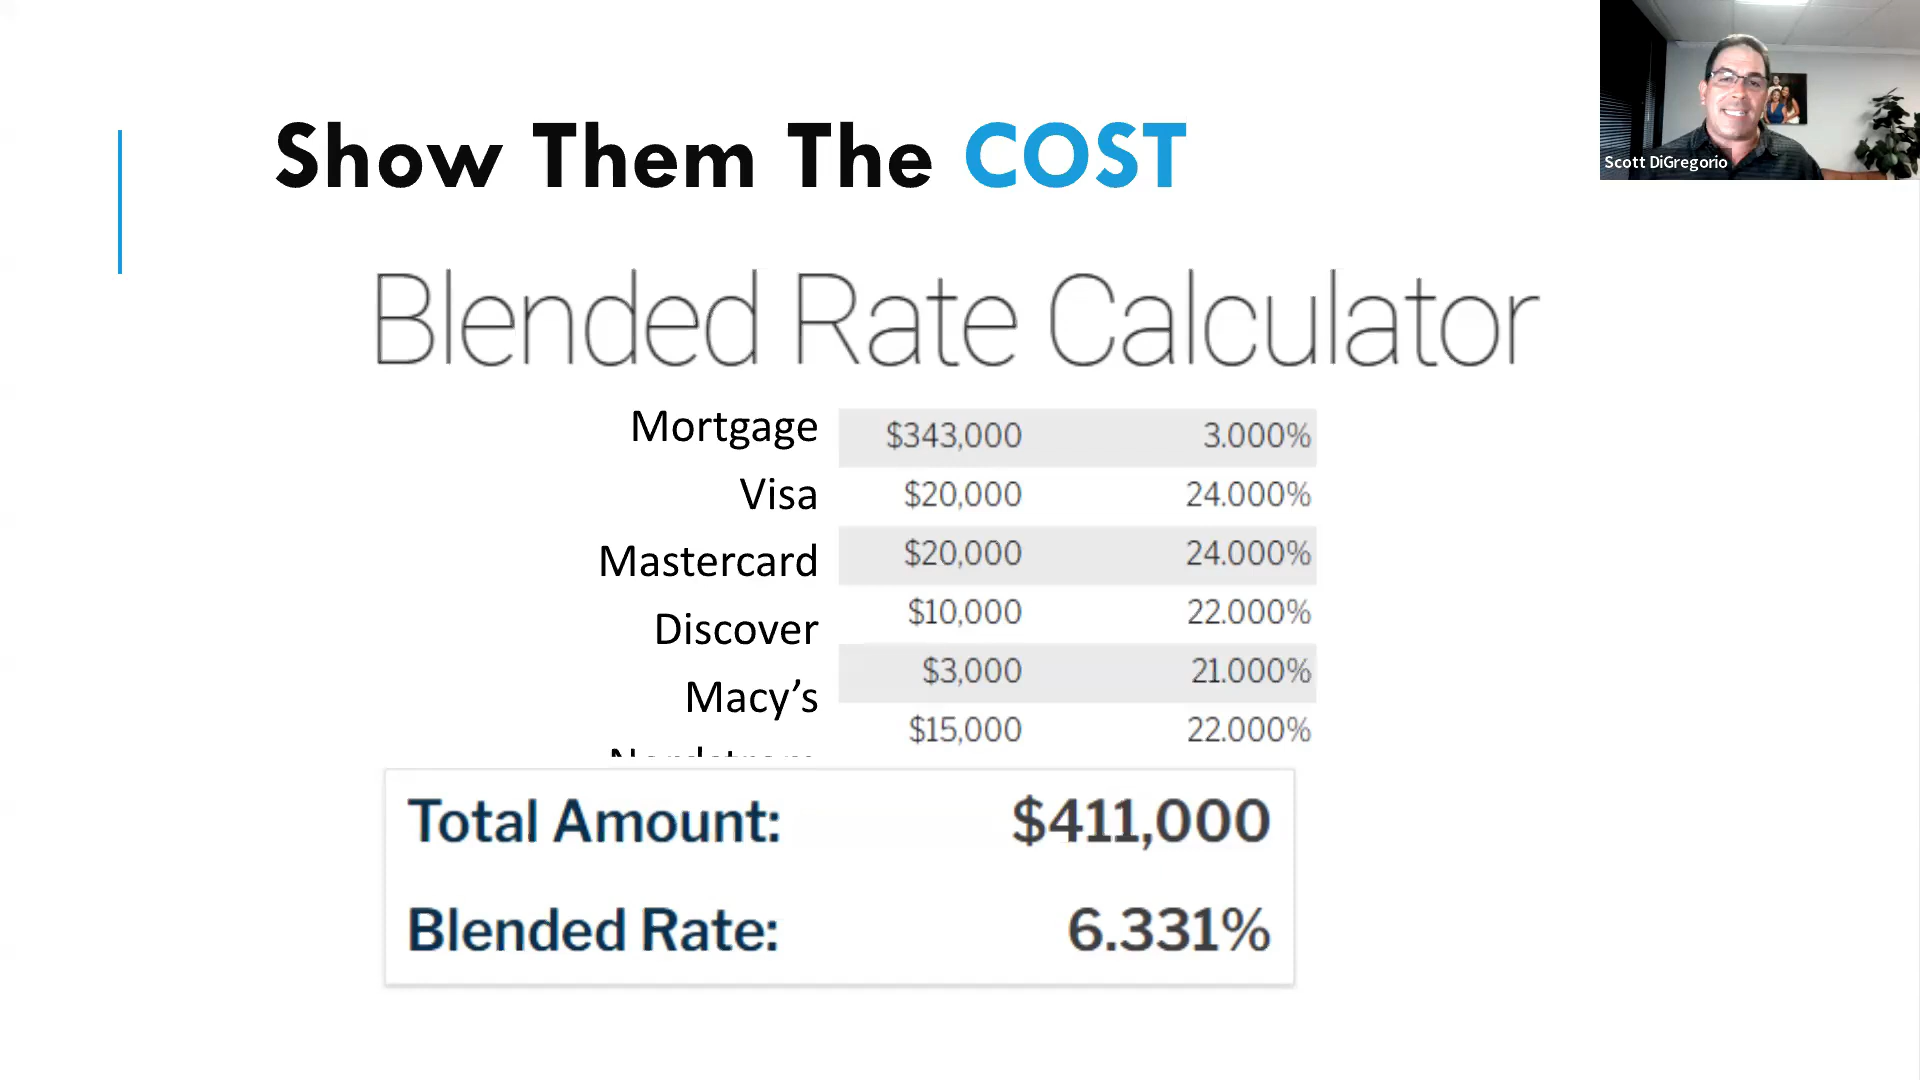 Show Them The COST
Scott DiGregorio
Blended Rate Calculator
Mortgage $343,000 3.000%
Visa $20,000 24.000%
Mastercard $20,000 24.000%
Discover $10,000 22.000%
Macy’s $3,000 21.000%
$15,000 22.000%
Total Amount: $411,000
Blended Rate: 6.331%